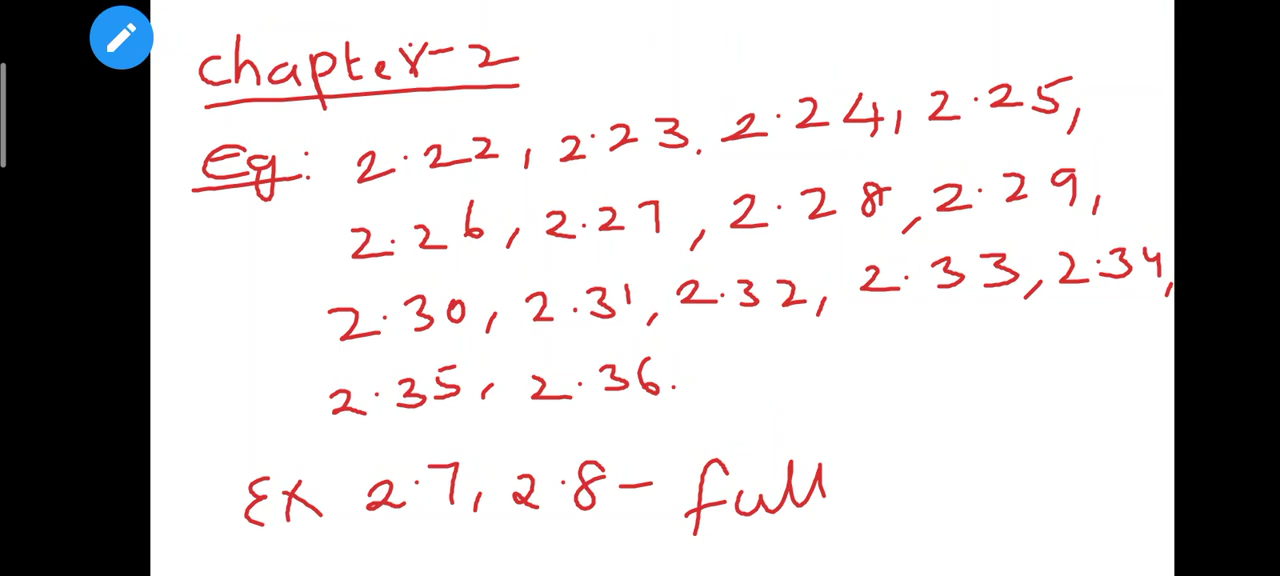 Chapter-2
Eg: 2.22, 2.23. 2.24, 2.25,
2.26, 2.27, 2.28, 2.29,
2.30, 2.31, 2.32, 2.33, 2.34,
2.35, 2.36.
Ex 2.7, 2.8- full